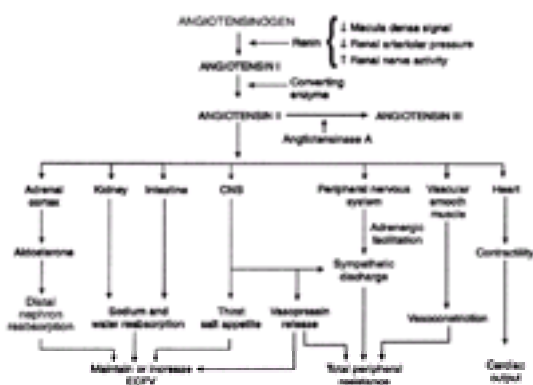 ANGIOTENSINOGEN
Renin
↓ Macula densa signal
↓ Renal arteriolar pressure
↑ Renal nerve activity
ANGIOTENSIN I
Converting
enzyme
ANGIOTENSIN II
ANGIOTENSIN III
Angiotensinase A
Adrenal
cortex
Kidney
Intestine
CNS
Peripheral nervous
system
Vascular
smooth
muscle
Heart
Adrenergic
facilitation
Aldosterone
Sympathetic
discharge
Contractility
Distal
nephron
reabsorption
Sodium and
water reabsorption
Thirst
salt appetite
Vasopressin
release
Vasoconstriction
Maintain or increase
ECFV
Total peripheral
resistance
Cardiac
output